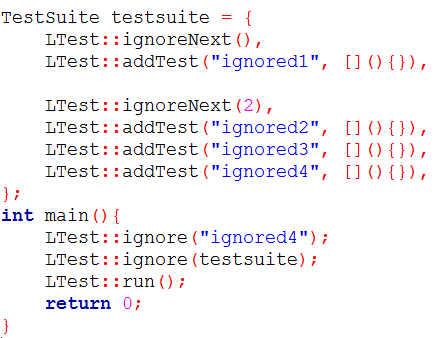 TestSuite testsuite = {
    LTest::ignoreNext(),
    LTest::addTest("ignored1", [](){}),

    LTest::ignoreNext(2),
    LTest::addTest("ignored2", [](){}),
    LTest::addTest("ignored3", [](){}),
    LTest::addTest("ignored4", [](){}),
};
int main(){
    LTest::ignore("ignored4");
    LTest::ignore(testsuite);
    LTest::run();
    return 0;
}